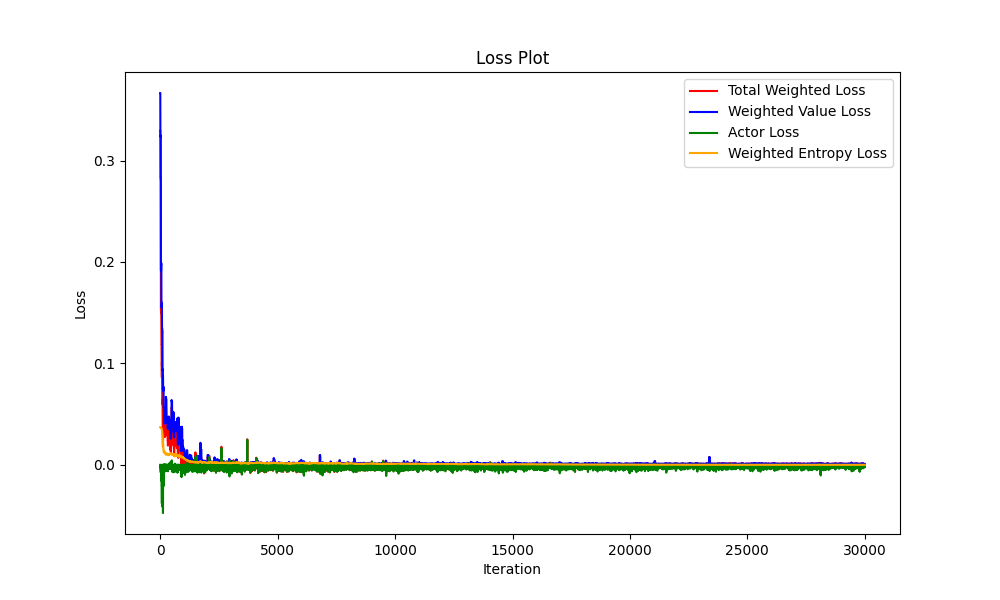 Loss Plot
Total Weighted Loss
Weighted Value Loss
Actor Loss
Weighted Entropy Loss
Loss
0.3
0.2
0.1
0.0
0
5000
10000
15000
20000
25000
30000
Iteration